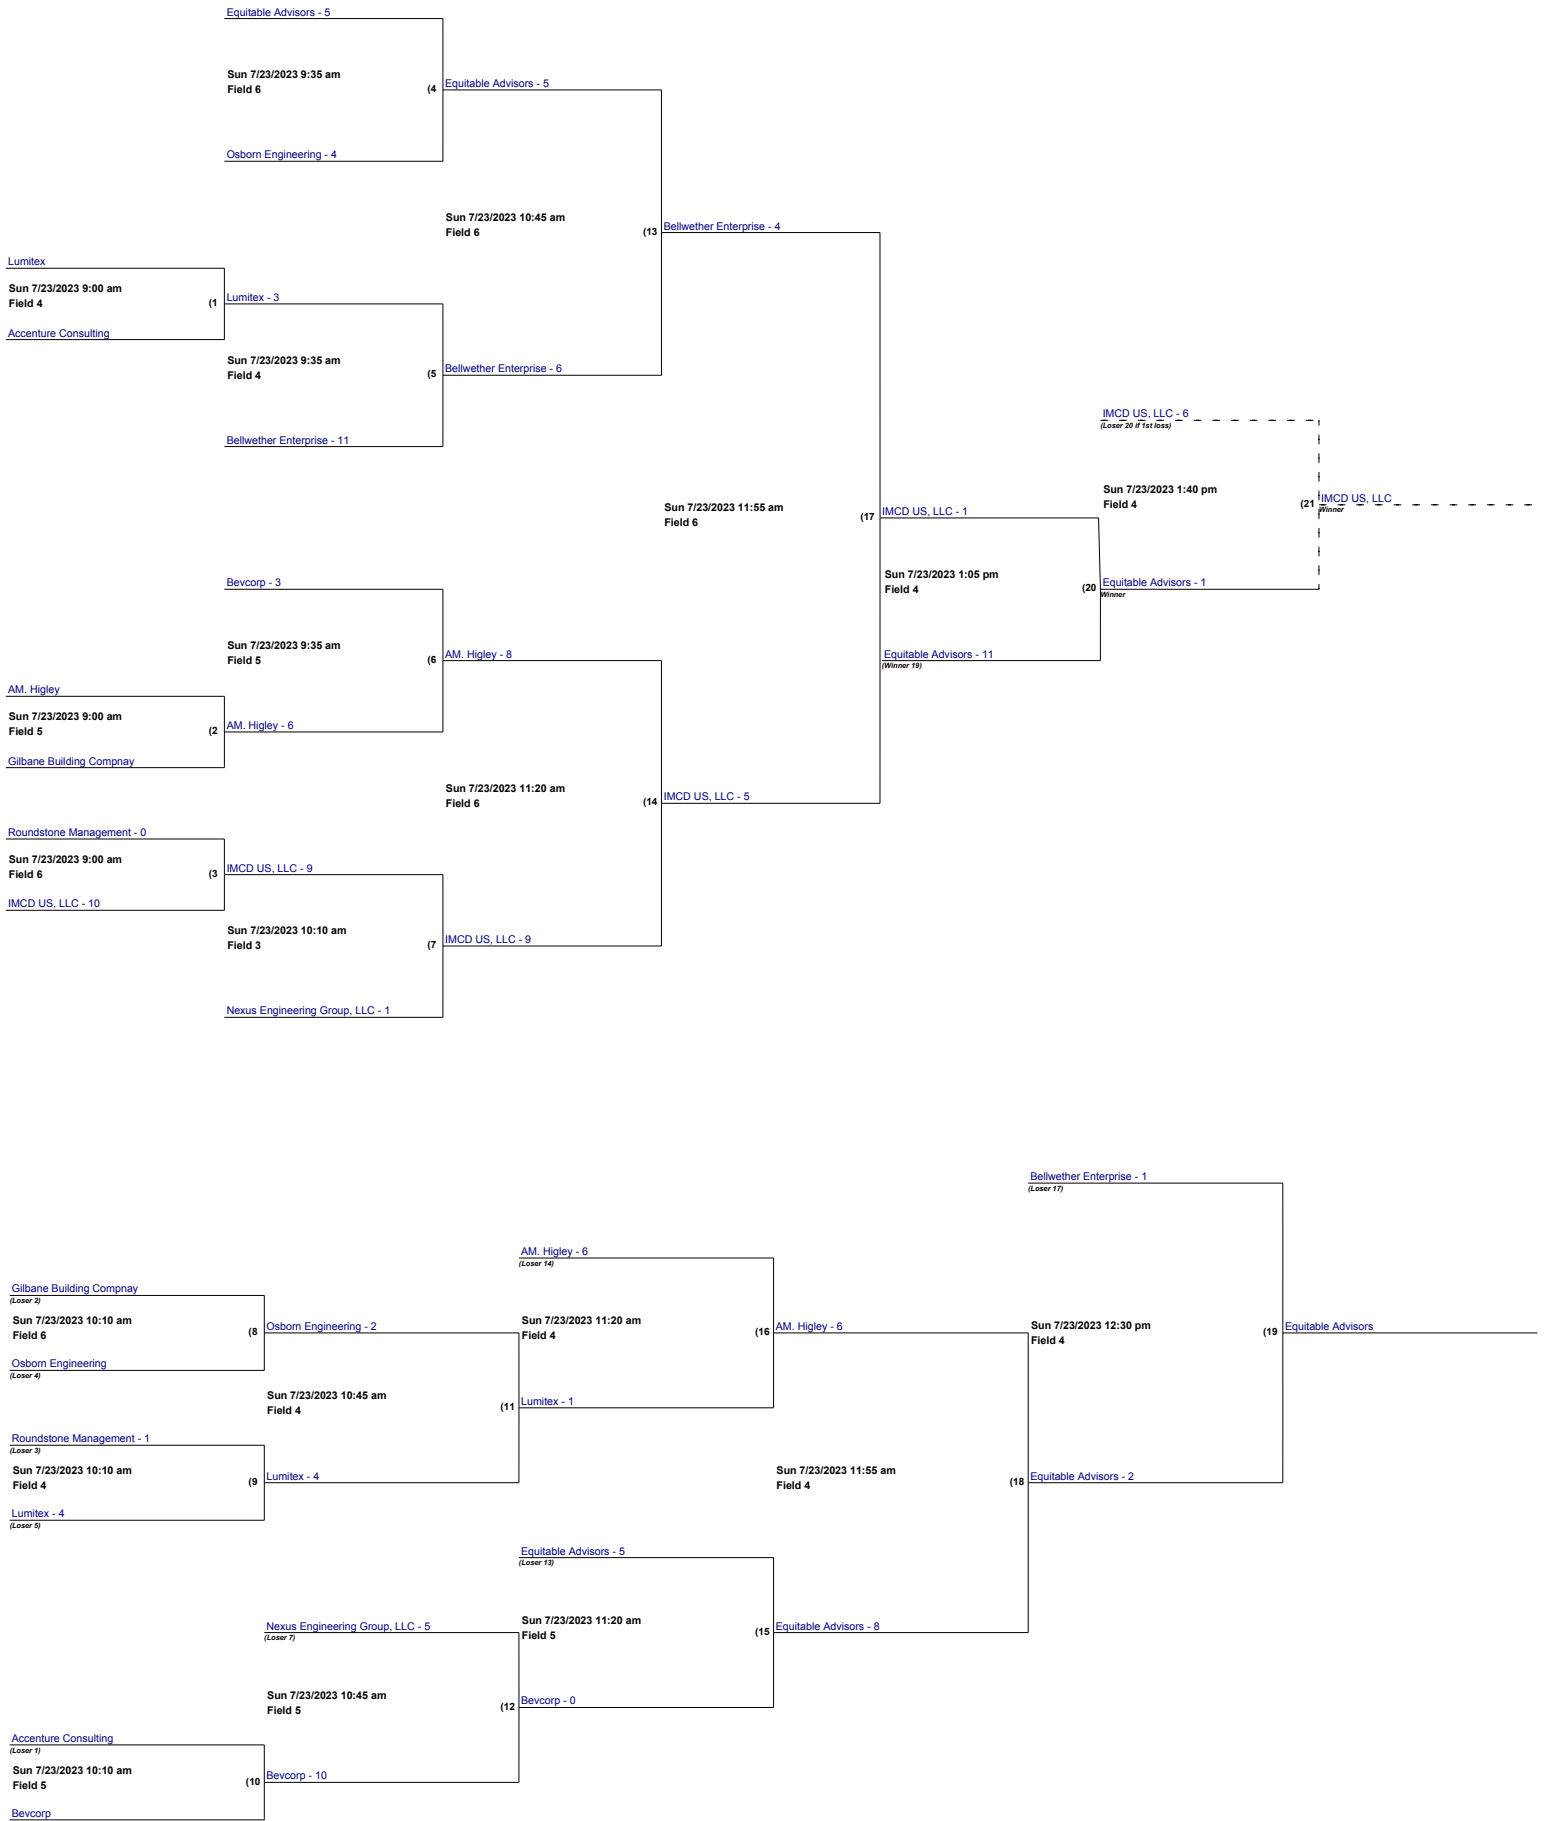 Equitable Advisors - 5
Sun 7/23/2023 9:35 am
Field 6
(4
Equitable Advisors - 5
Osborn Engineering - 4
Sun 7/23/2023 10:45 am
Field 6
(13
Bellwether Enterprise - 4
Lumitex
Sun 7/23/2023 9:00 am
Field 4
(1
Lumitex - 3
Accenture Consulting
Sun 7/23/2023 9:35 am
Field 4
(5
Bellwether Enterprise - 6
Bellwether Enterprise - 11
IMCD US, LLC - 6
(Loser 20 if 1st loss)
Sun 7/23/2023 1:40 pm
Field 4
(21
IMCD US, LLC
Winner
Sun 7/23/2023 11:55 am
Field 6
(17
IMCD US, LLC - 1
Sun 7/23/2023 1:05 pm
Field 4
(20
Equitable Advisors - 1
Winner
Equitable Advisors - 11
(Winner 19)
Bevcorp - 3
Sun 7/23/2023 9:35 am
Field 5
(6
AM. Higley - 8
AM. Higley
Sun 7/23/2023 9:00 am
Field 5
(2
AM. Higley - 6
Gilbane Building Compnay
Sun 7/23/2023 11:20 am
Field 6
(14
IMCD US, LLC - 5
Roundstone Management - 0
Sun 7/23/2023 9:00 am
Field 6
(3
IMCD US, LLC - 9
IMCD US, LLC - 10
Sun 7/23/2023 10:10 am
Field 3
(7
IMCD US, LLC - 9
Nexus Engineering Group, LLC - 1
Bellwether Enterprise - 1
(Loser 17)
AM. Higley - 6
(Loser 14)
Gilbane Building Compnay
(Loser 2)
Sun 7/23/2023 10:10 am
Field 6
(8
Osborn Engineering - 2
Sun 7/23/2023 11:20 am
Field 4
(16
AM. Higley - 6
Sun 7/23/2023 12:30 pm
Field 4
(19
Equitable Advisors
Osborn Engineering
(Loser 4)
Sun 7/23/2023 10:45 am
Field 4
(11
Lumitex - 1
Roundstone Management - 1
(Loser 3)
Sun 7/23/2023 10:10 am
Field 4
(9
Lumitex - 4
Sun 7/23/2023 11:55 am
Field 4
(18
Equitable Advisors - 2
Lumitex - 4
(Loser 5)
Equitable Advisors - 5
(Loser 13)
Nexus Engineering Group, LLC - 5
(Loser 7)
Sun 7/23/2023 11:20 am
Field 5
(15
Equitable Advisors - 8
Sun 7/23/2023 10:45 am
Field 5
(12
Bevcorp - 0
Accenture Consulting
(Loser 1)
Sun 7/23/2023 10:10 am
Field 5
(10
Bevcorp - 10
Bevcorp